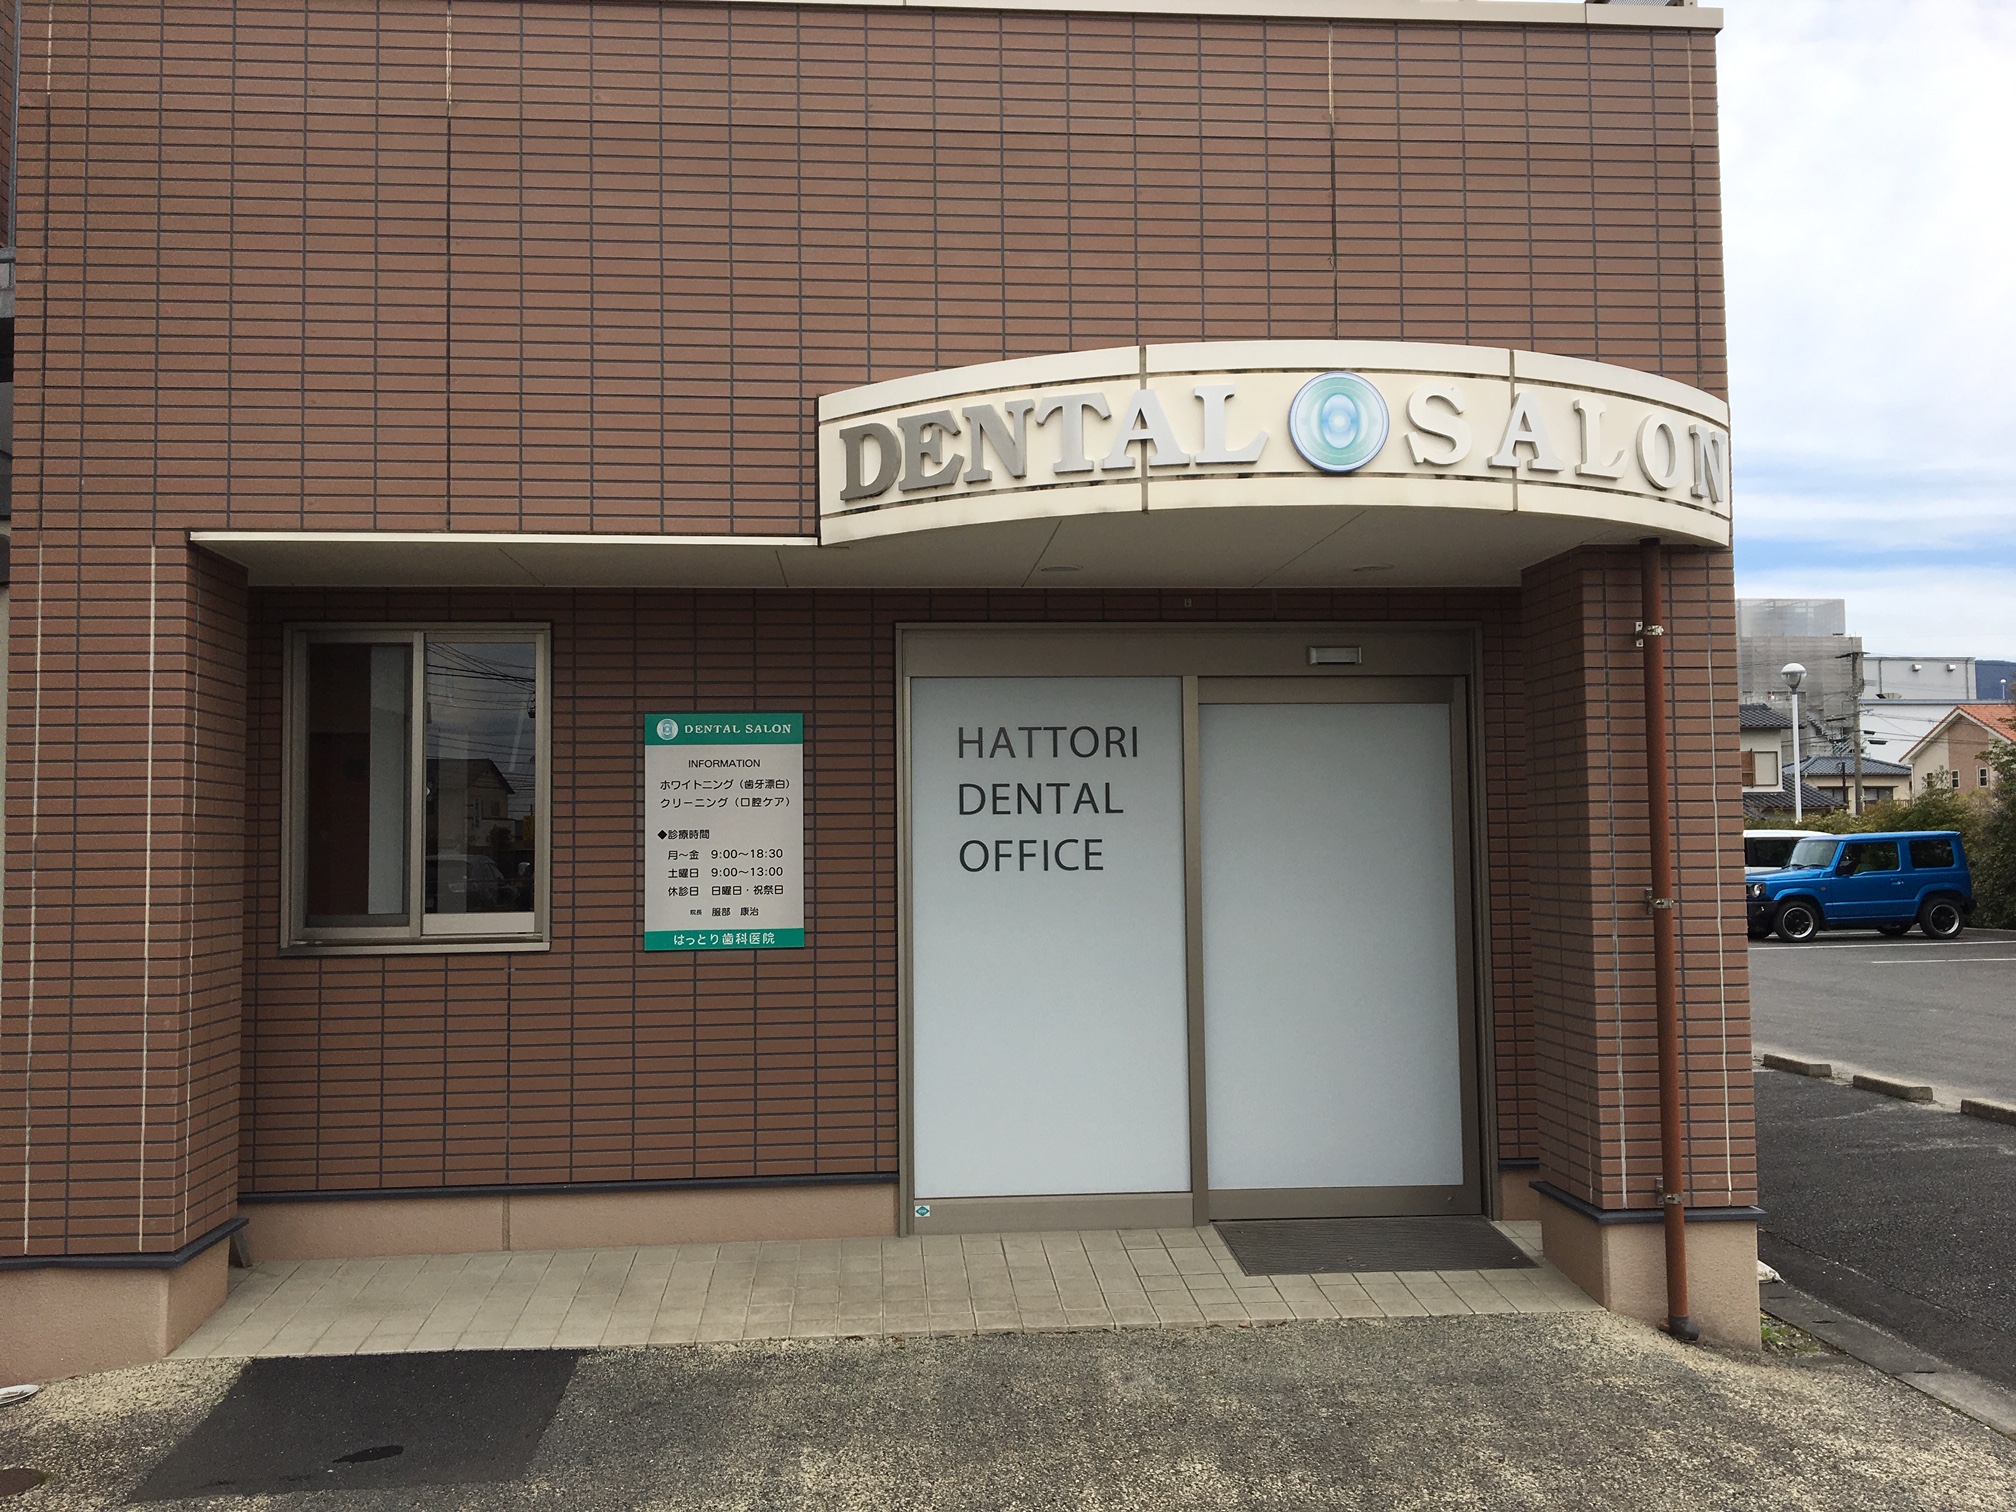 DENTAL SALON
DENTAL SALON
INFORMATION
ホワイトニング（歯牙漂白）
クリーニング（口腔ケア）
◆診療時間
月〜金 9:00〜18:30
土曜日 9:00〜13:00
休診日 日曜日・祝祭日
院長 服部 康治
はっとり歯科医院
HATTORI
DENTAL
OFFICE